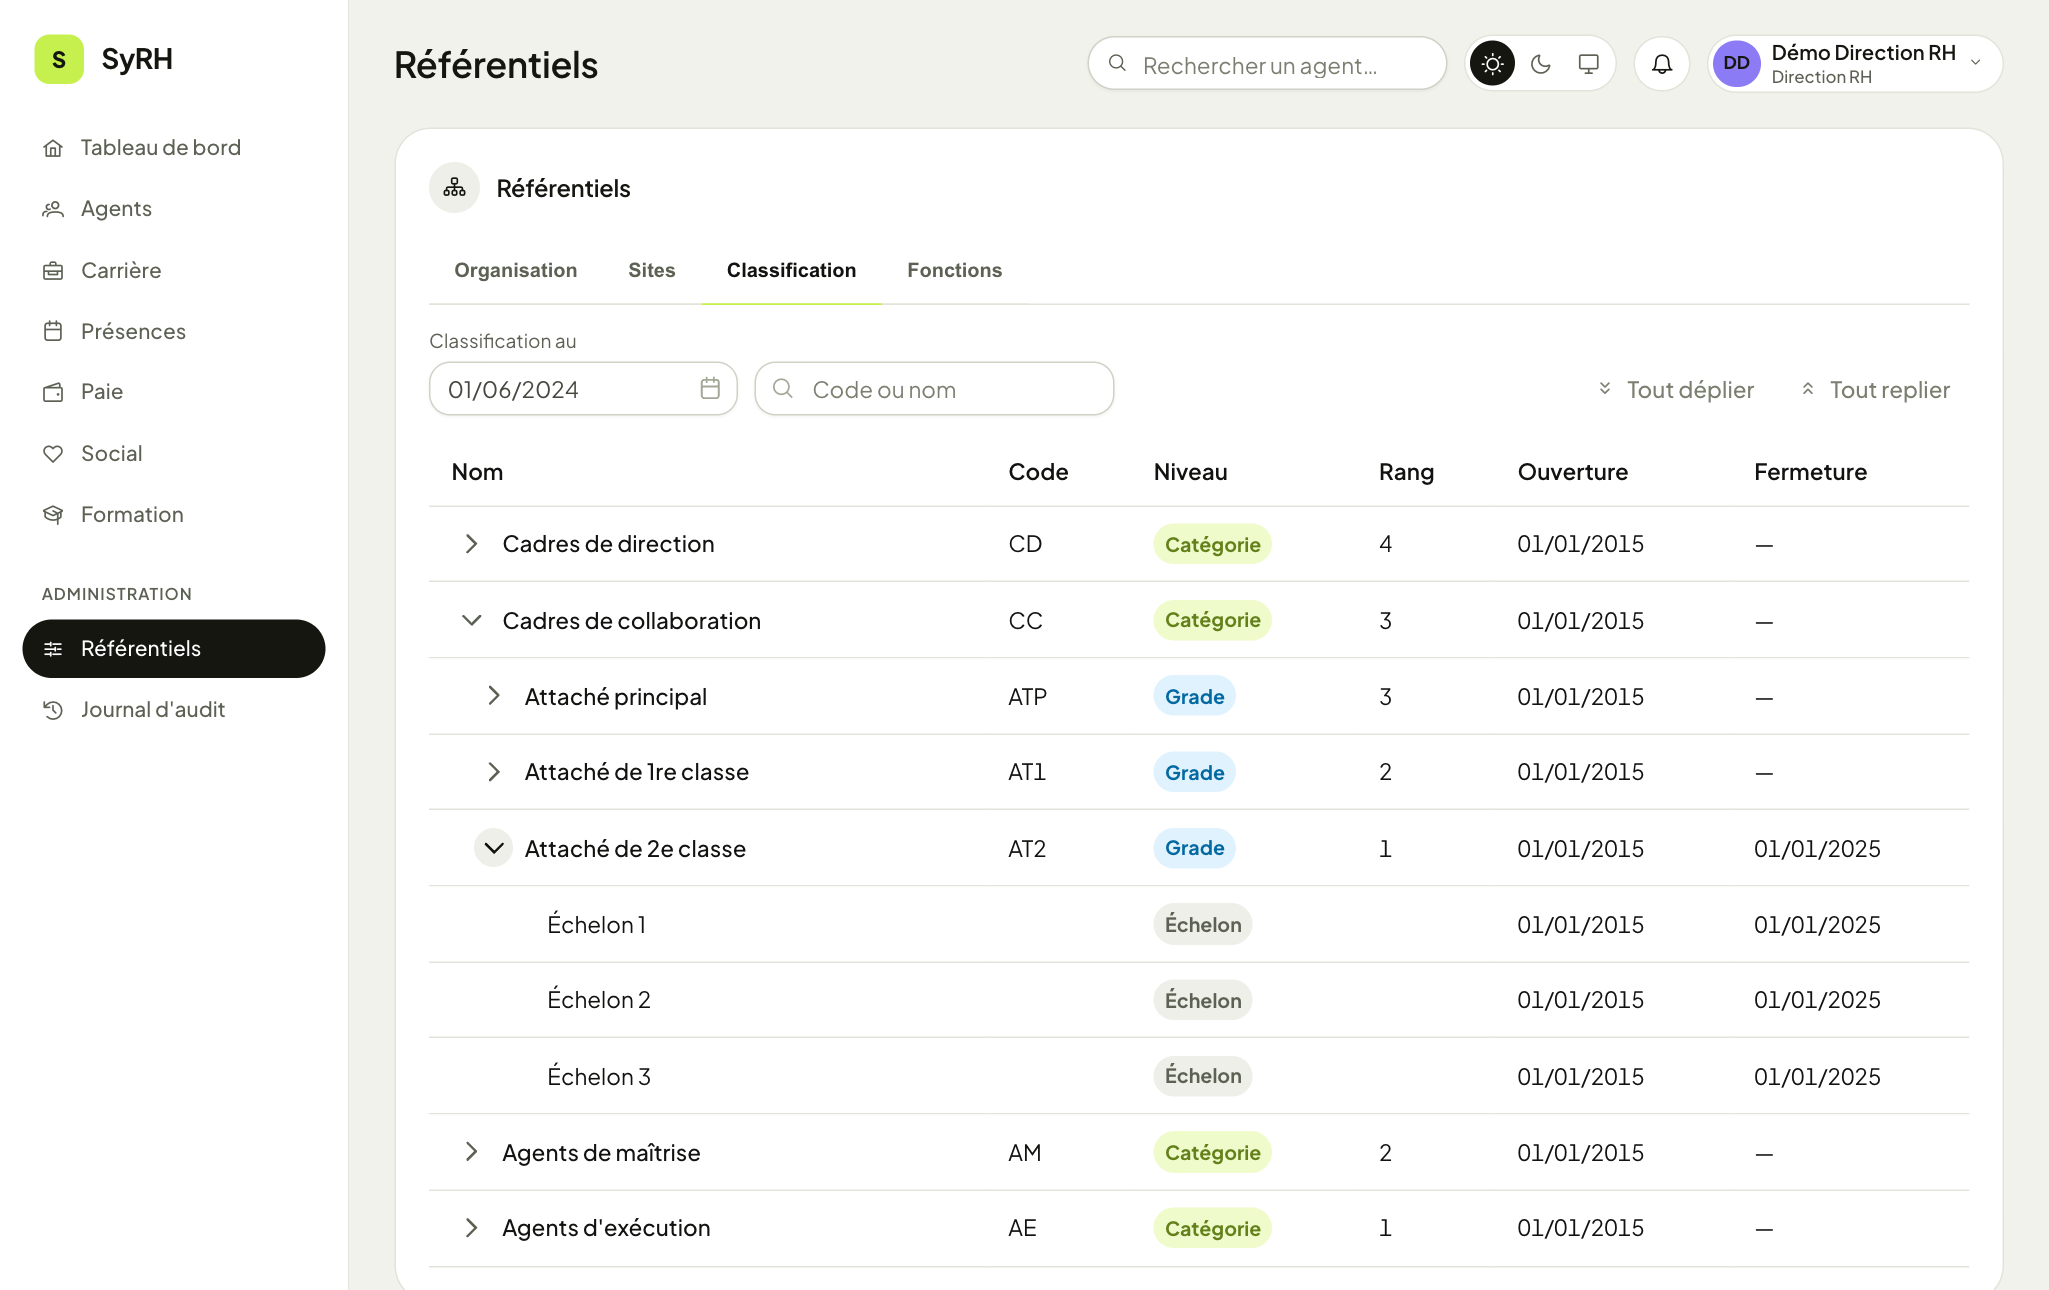 S SyRH
Tableau de bord
Agents
Carrière
Présences
Paie
Social
Formation
ADMINISTRATION
Référentiels
Journal d'audit
Référentiels
Rechercher un agent...
DD Démo Direction RH
Direction RH
Référentiels
Organisation Sites Classification Fonctions
Classification au
01/06/2024 Code ou nom Tout déplier Tout replier
Nom Code Niveau Rang Ouverture Fermeture
Cadres de direction CD Catégorie 4 01/01/2015 —
Cadres de collaboration CC Catégorie 3 01/01/2015 —
Attaché principal ATP Grade 3 01/01/2015 —
Attaché de 1re classe AT1 Grade 2 01/01/2015 —
Attaché de 2e classe AT2 Grade 1 01/01/2015 01/01/2025
Échelon 1 Échelon 01/01/2015 01/01/2025
Échelon 2 Échelon 01/01/2015 01/01/2025
Échelon 3 Échelon 01/01/2015 01/01/2025
Agents de maîtrise AM Catégorie 2 01/01/2015 —
Agents d'exécution AE Catégorie 1 01/01/2015 —